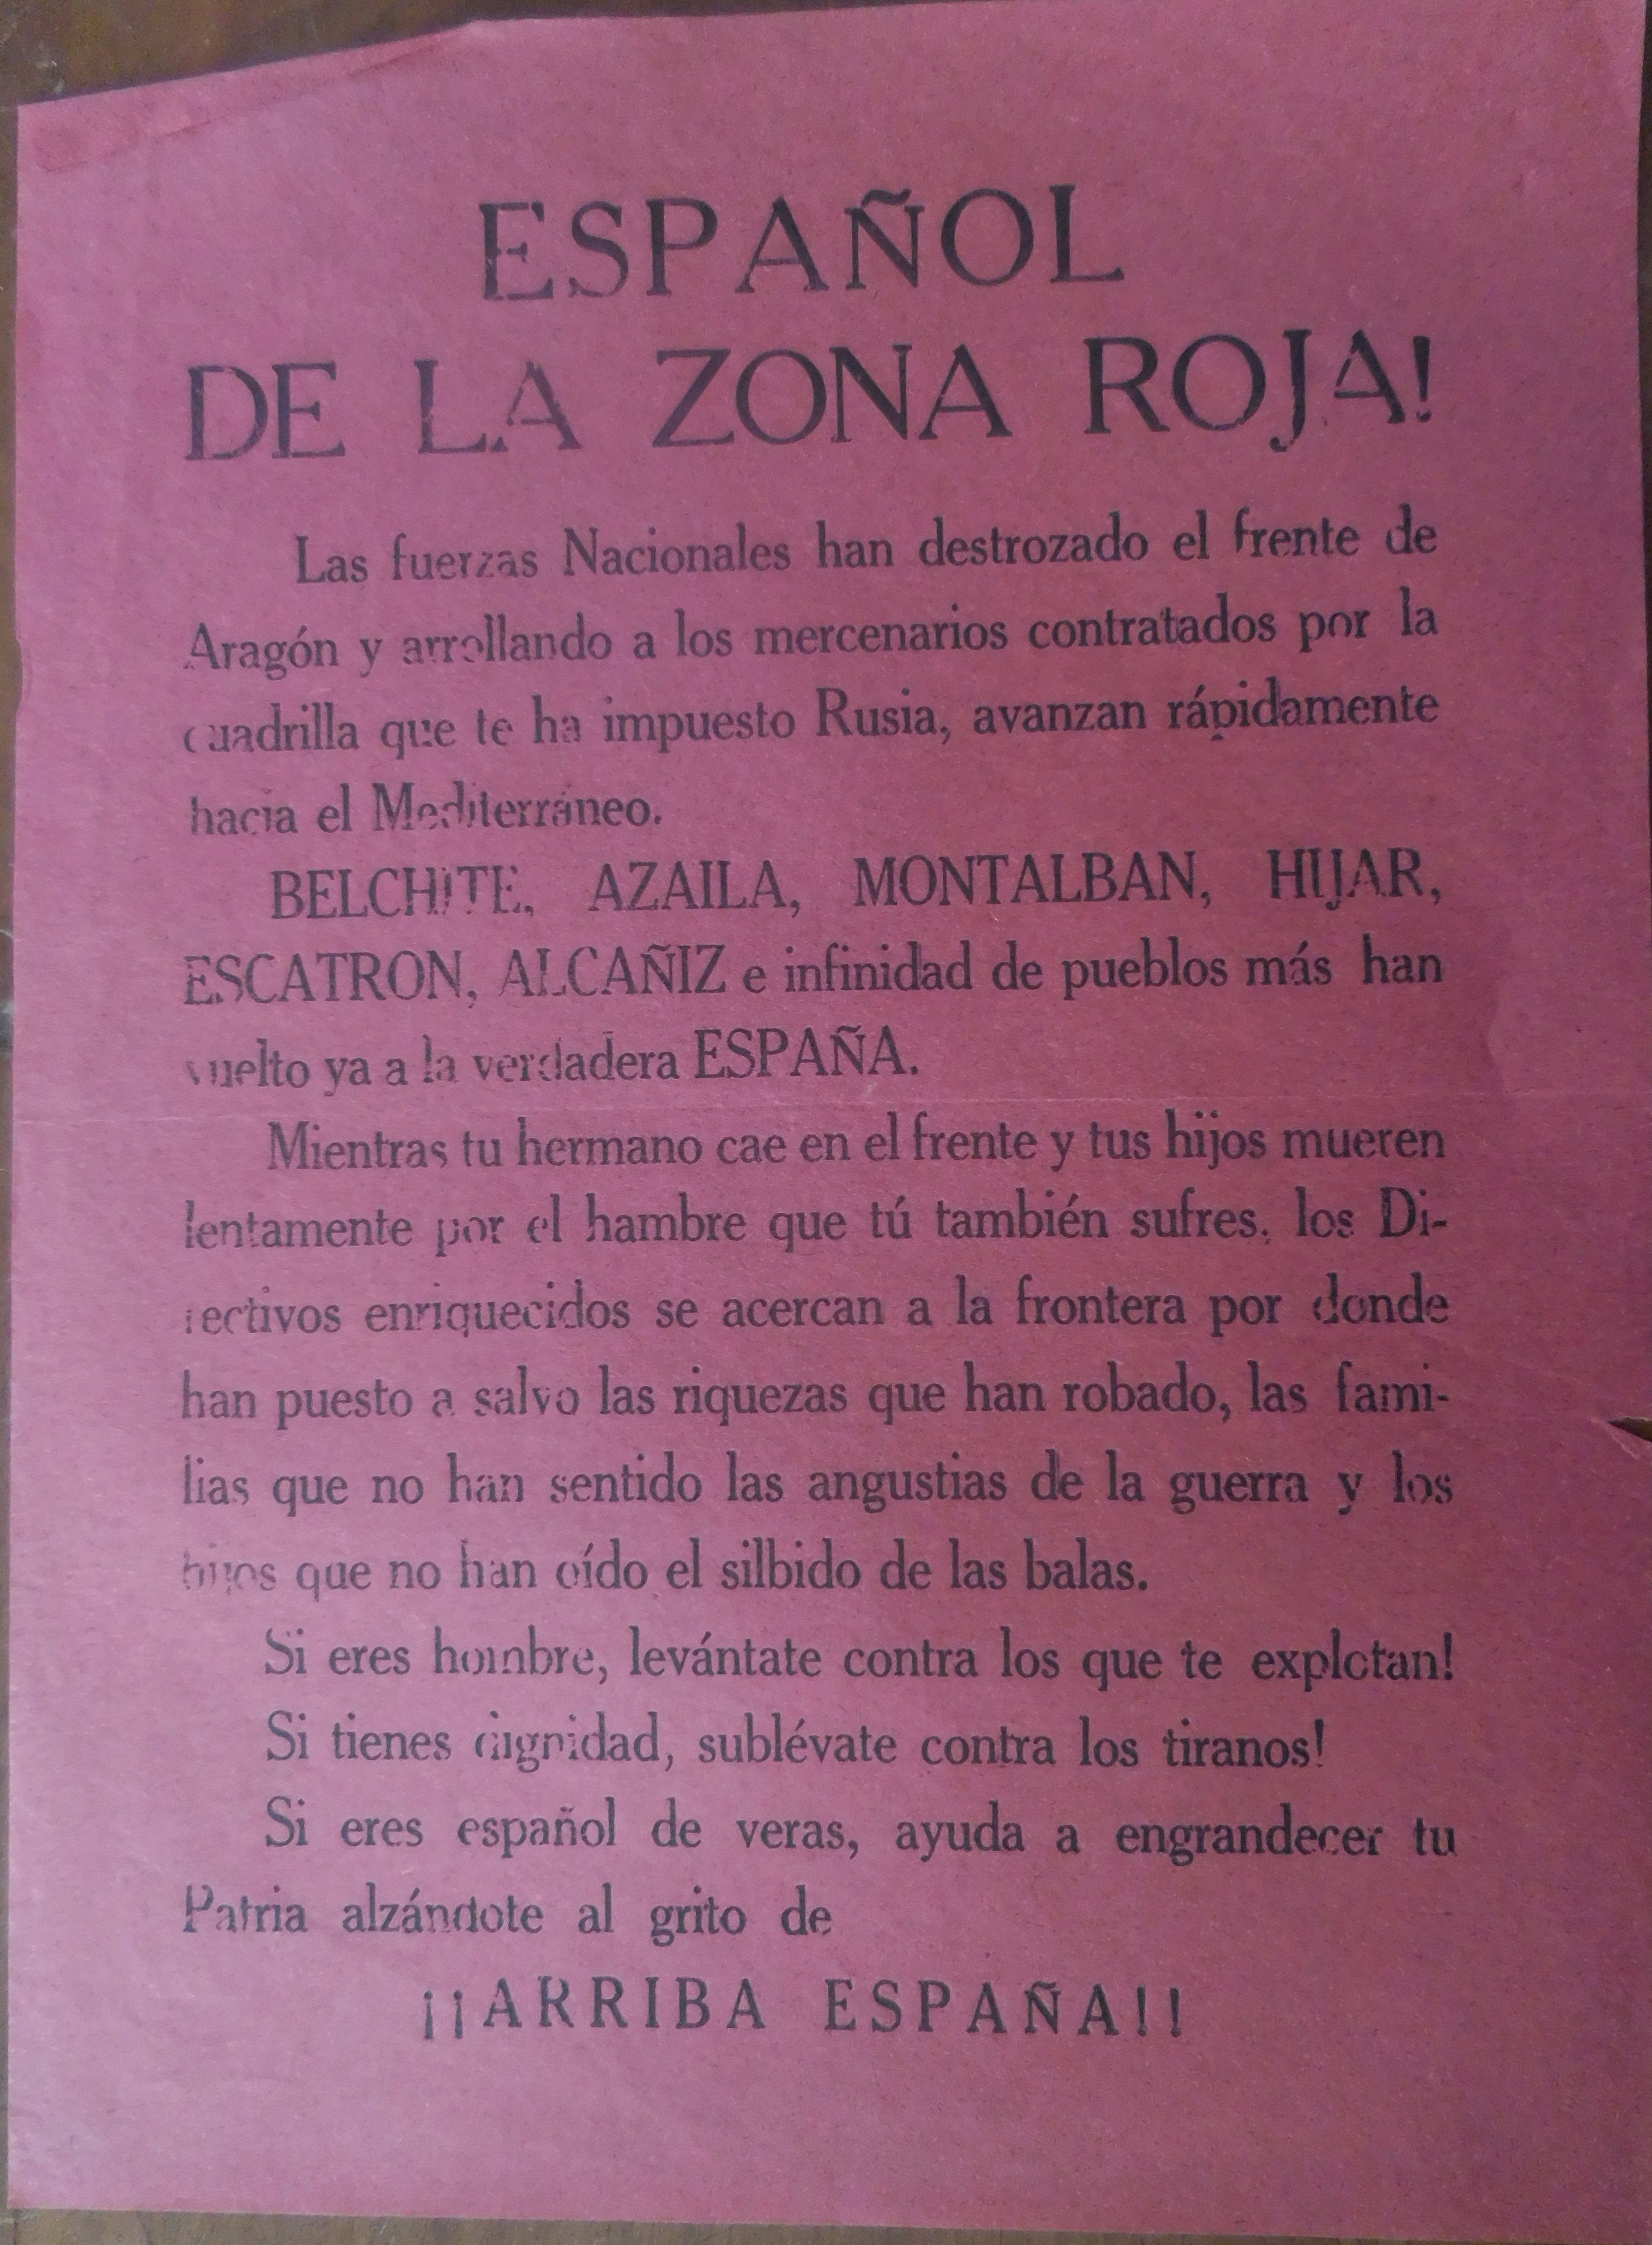 ESPAÑOL
DE LA ZONA ROJA!
Las fuerzas Nacionales han destrozado el frente de
Aragón y arrollando a los mercenarios contratados por la
cuadrilla que te ha impuesto Rusia, avanzan rápidamente
hacia el Mediterráneo.
BELCHITE, AZAILA, MONTALBAN, HIJAR,
ESCATRON, ALCAÑIZ e infinidad de pueblos más han
vuelto ya a la verdadera ESPAÑA.
Mientras tu hermano cae en el frente y tus hijos mueren
lentamente por el hambre que tú también sufres, los Di-
rectivos enriquecidos se acercan a la frontera por donde
han puesto a salvo las riquezas que han robado, las fami-
lias que no han sentido las angustias de la guerra y los
hijos que no han oído el silbido de las balas.
Si eres hombre, levántate contra los que te explotan!
Si tienes dignidad, sublévate contra los tiranos!
Si eres español de veras, ayuda a engrandecer tu
Patria alzándote al grito de
¡¡ARRIBA ESPAÑA!!